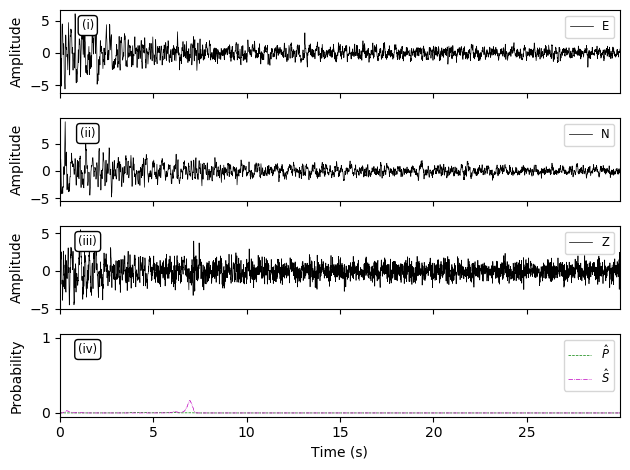 Amplitude
5
0
−5
(i)
E
Amplitude
5
0
−5
(ii)
N
Amplitude
5
0
−5
(iii)
Z
Probability
1
0
(iv)
P̂
Ŝ
0 5 10 15 20 25
Time (s)